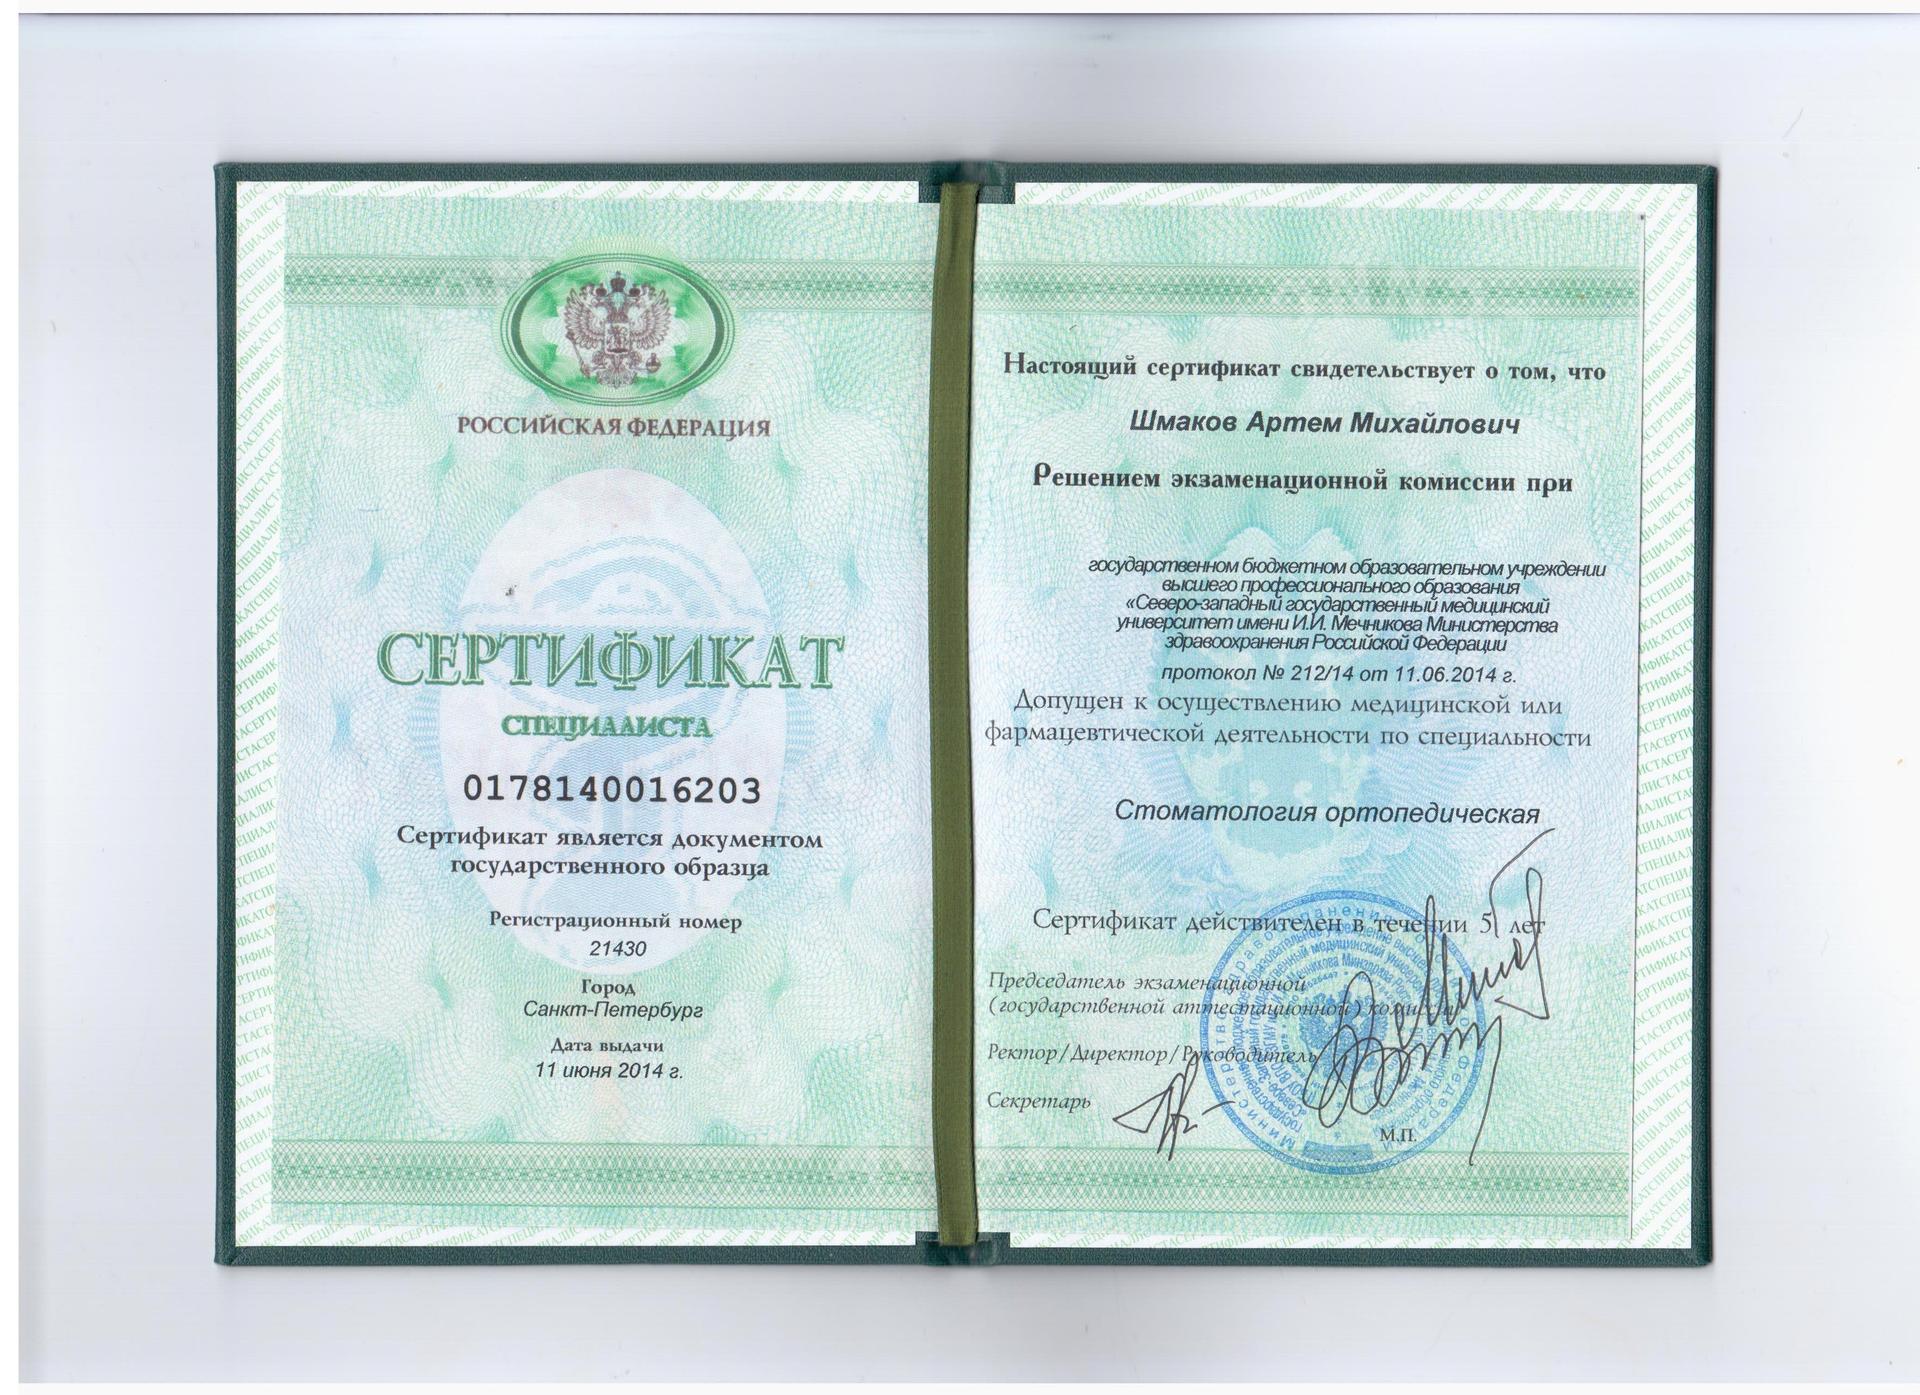 РОССИЙСКАЯ ФЕДЕРАЦИЯ
СЕРТИФИКАТ
СПЕЦИАЛИСТА
0178140016203
Сертификат является документом
государственного образца
Регистрационный номер
21430
Город
Санкт-Петербург
Дата выдачи
11 июня 2014 г.
Настоящий сертификат свидетельствует о том, что
Шмаков Артем Михайлович
Решением экзаменационной комиссии при
государственном бюджетном образовательном учреждении
высшего профессионального образования
«Северо-западный государственный медицинский
университет имени И.И. Мечникова Министерства
здравоохранения Российской Федерации
протокол № 212/14 от 11.06.2014 г.
Допущен к осуществлению медицинской или
фармацевтической деятельности по специальности
Стоматология ортопедическая
Сертификат действителен в течении 5 лет
Председатель экзаменационной
(государственной аттестационной) комиссии
Ректор/Директор/Руководитель
Секретарь
М.П.